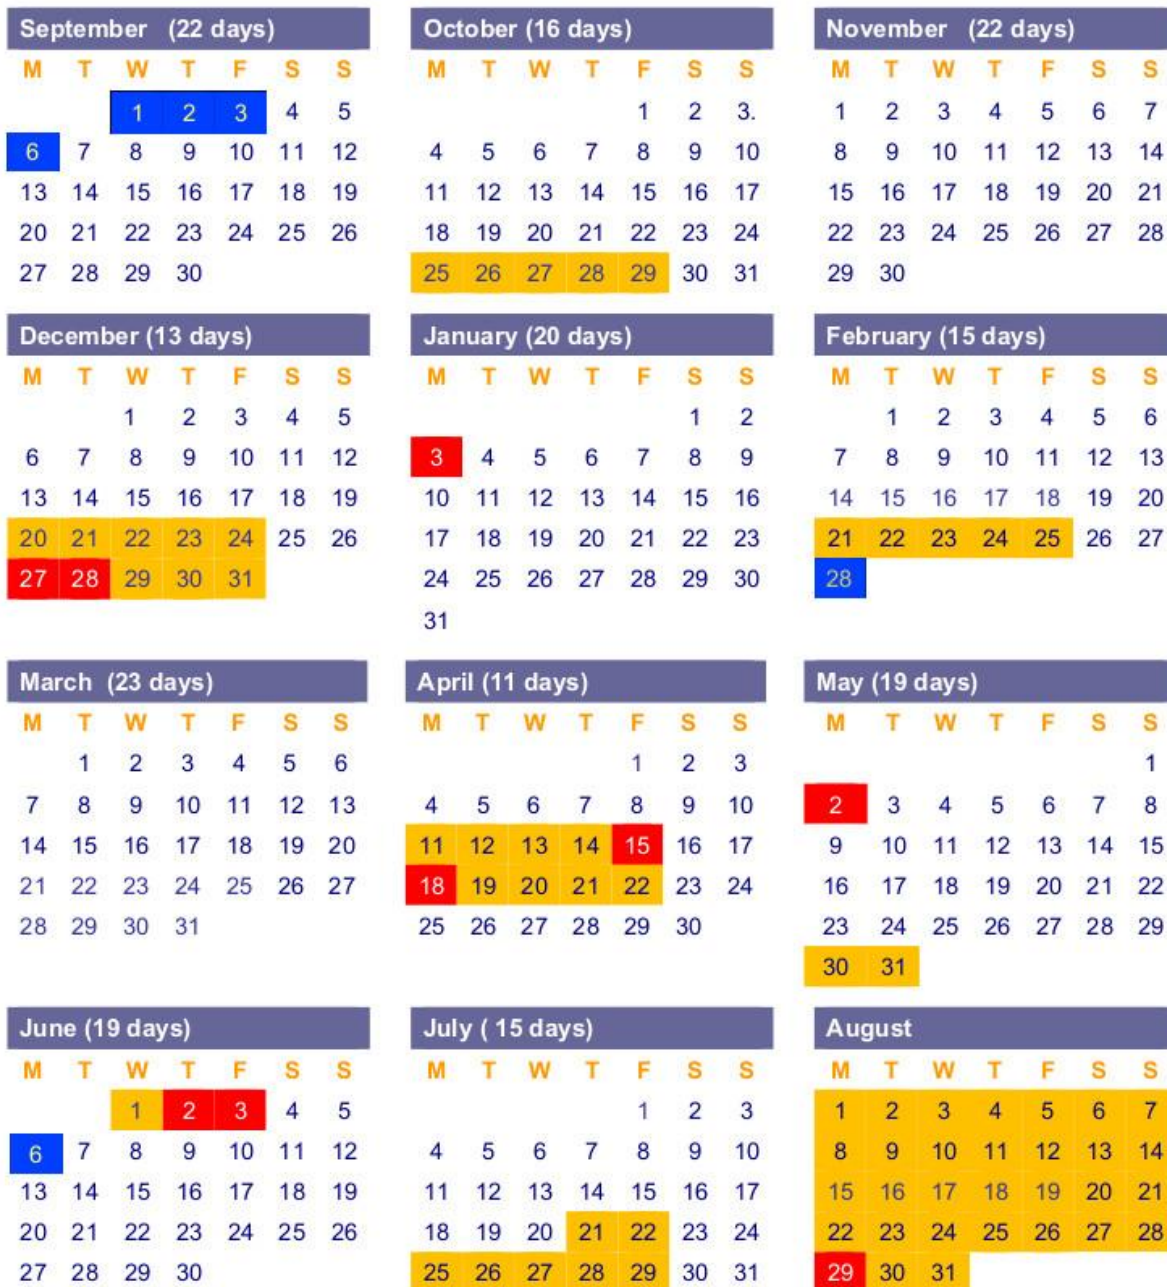 September (22 days)
M T W T F S S
1 2 3 4 5
6 7 8 9 10 11 12
13 14 15 16 17 18 19
20 21 22 23 24 25 26
27 28 29 30
October (16 days)
M T W T F S S
1 2 3.
4 5 6 7 8 9 10
11 12 13 14 15 16 17
18 19 20 21 22 23 24
25 26 27 28 29 30 31
November (22 days)
M T W T F S S
1 2 3 4 5 6 7
8 9 10 11 12 13 14
15 16 17 18 19 20 21
22 23 24 25 26 27 28
29 30
December (13 days)
M T W T F S S
1 2 3 4 5
6 7 8 9 10 11 12
13 14 15 16 17 18 19
20 21 22 23 24 25 26
27 28 29 30 31
January (20 days)
M T W T F S S
1 2
3 4 5 6 7 8 9
10 11 12 13 14 15 16
17 18 19 20 21 22 23
24 25 26 27 28 29 30
31
February (15 days)
M T W T F S S
1 2 3 4 5 6
7 8 9 10 11 12 13
14 15 16 17 18 19 20
21 22 23 24 25 26 27
28
March (23 days)
M T W T F S S
1 2 3 4 5 6
7 8 9 10 11 12 13
14 15 16 17 18 19 20
21 22 23 24 25 26 27
28 29 30 31
April (11 days)
M T W T F S S
1 2 3
4 5 6 7 8 9 10
11 12 13 14 15 16 17
18 19 20 21 22 23 24
25 26 27 28 29 30
May (19 days)
M T W T F S S
1
2 3 4 5 6 7 8
9 10 11 12 13 14 15
16 17 18 19 20 21 22
23 24 25 26 27 28 29
30 31
June (19 days)
M T W T F S S
1 2 3 4 5
6 7 8 9 10 11 12
13 14 15 16 17 18 19
20 21 22 23 24 25 26
27 28 29 30
July ( 15 days)
M T W T F S S
1 2 3
4 5 6 7 8 9 10
11 12 13 14 15 16 17
18 19 20 21 22 23 24
25 26 27 28 29 30 31
August
M T W T F S S
1 2 3 4 5 6 7
8 9 10 11 12 13 14
15 16 17 18 19 20 21
22 23 24 25 26 27 28
29 30 31